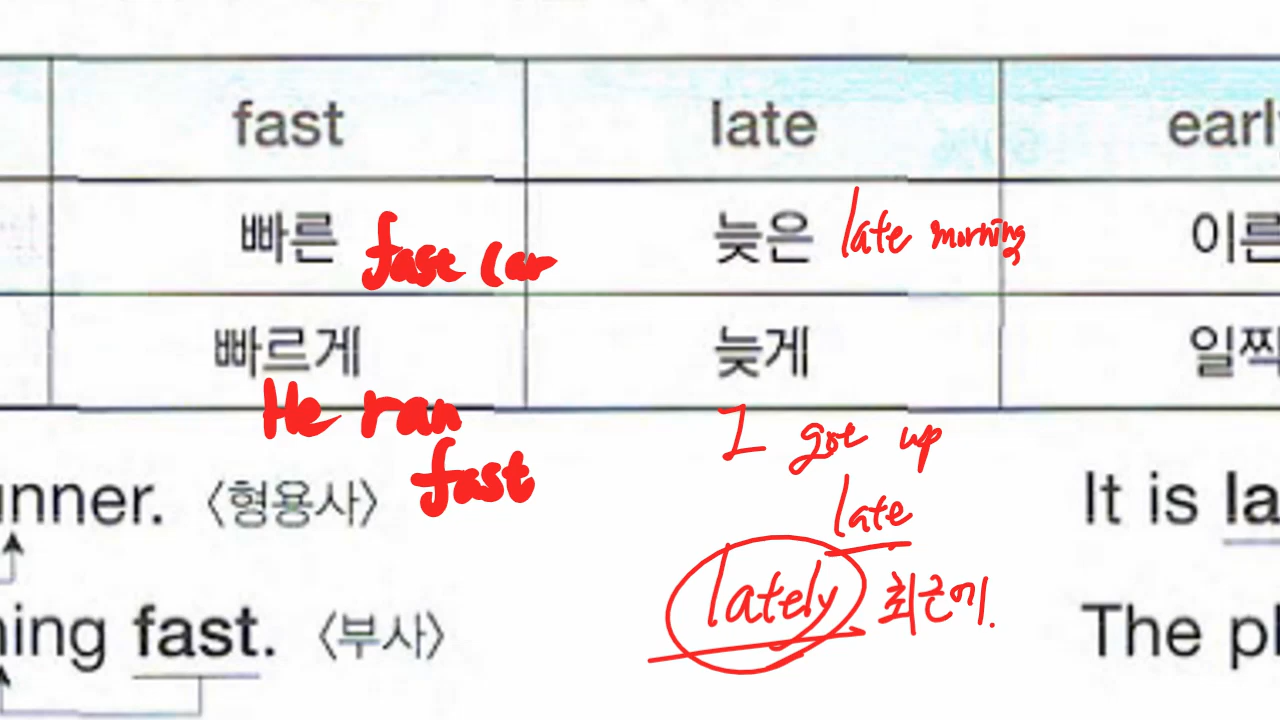 fast late earl
빠른 fast car 늦은 late morning 이른
빠르게 늦게 일찍
He ran
fast
I got up
late
lately 최근에.
unner. <형용사> It is la
ning fast. <부사> The pl